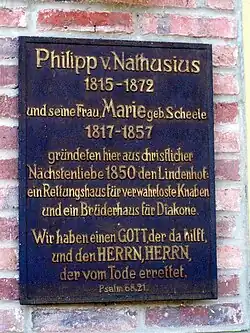 Philipp v. Nathusius
1815-1872
und seine Frau, Marie geb. Scheele
1817-1857
gründeten hier aus christlicher
Nächstenliebe 1850 den Lindenhof:
ein Rettungshaus für verwahrloste Knaben
und ein Brüderhaus für Diakone.
Wir haben einen GOTT, der da hilft,
und den HERRN, HERRN,
der vom Tode errettet.
Psalm 68.21.